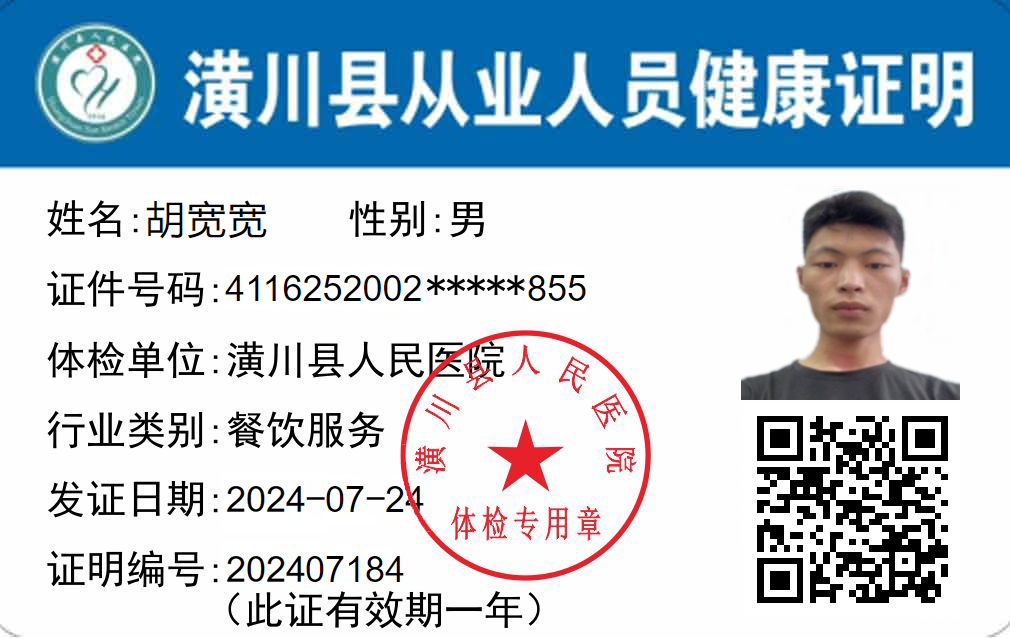 潢川县从业人员健康证明
姓名:胡宽宽 性别:男
证件号码:4116252002*****855
体检单位:潢川县人民医院
行业类别:餐饮服务
发证日期:2024-07-24
证明编号:202407184
(此证有效期一年)
潢川县人民医院
体检专用章